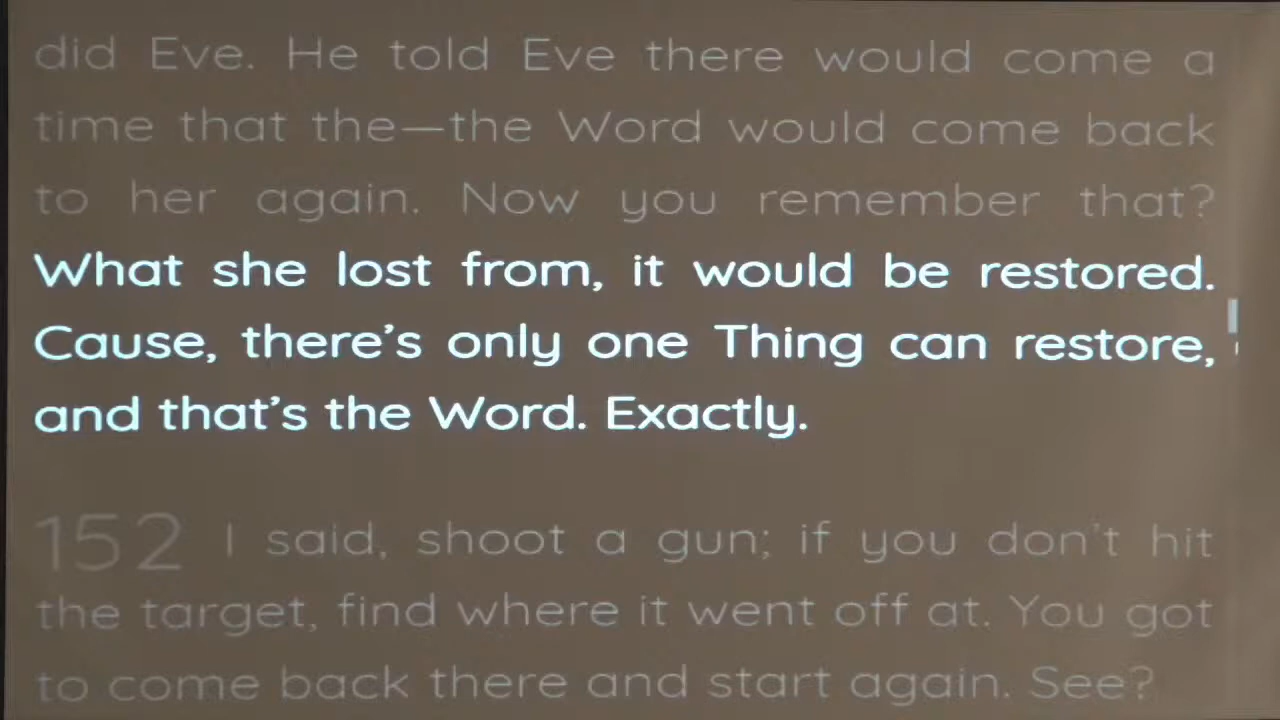 did Eve. He told Eve there would come a
time that the—the Word would come back
to her again. Now you remember that?
What she lost from, it would be restored.
Cause, there's only one Thing can restore,
and that's the Word. Exactly.
152 I said, shoot a gun; if you don't hit
the target, find where it went off at. You got
to come back there and start again. See?